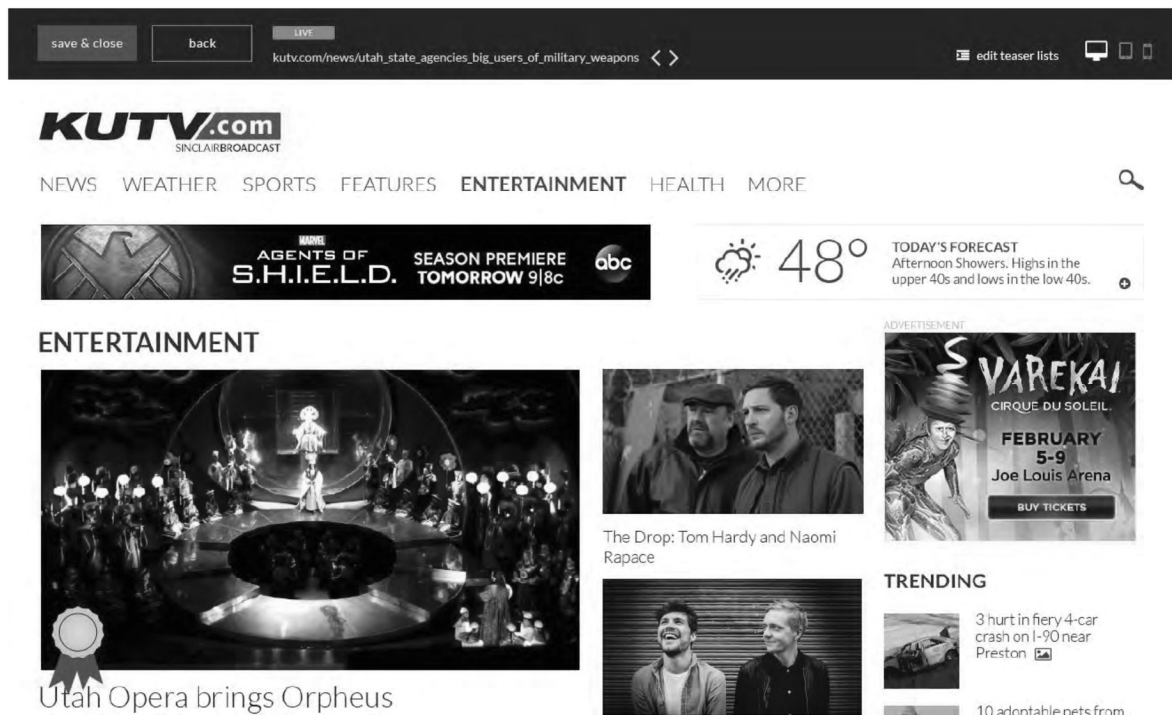 save & close
back
LIVE
kutv.com/news/utah_state_agencies_big_users_of_military_weapons
edit teaser lists
KUTV.com
SINCLAIRBROADCAST
NEWS WEATHER SPORTS FEATURES ENTERTAINMENT HEALTH MORE
MARVEL
AGENTS OF
S.H.I.E.L.D.
SEASON PREMIERE
TOMORROW 9|8c
abc
48°
TODAY'S FORECAST
Afternoon Showers. Highs in the
upper 40s and lows in the low 40s.
ENTERTAINMENT
Utah Opera brings Orpheus
The Drop: Tom Hardy and Naomi
Rapace
ADVERTISEMENT
VAREKAI
CIRQUE DU SOLEIL.
FEBRUARY
5-9
Joe Louis Arena
BUY TICKETS
TRENDING
3 hurt in fiery 4-car
crash on I-90 near
Preston
10 adoptable pets from